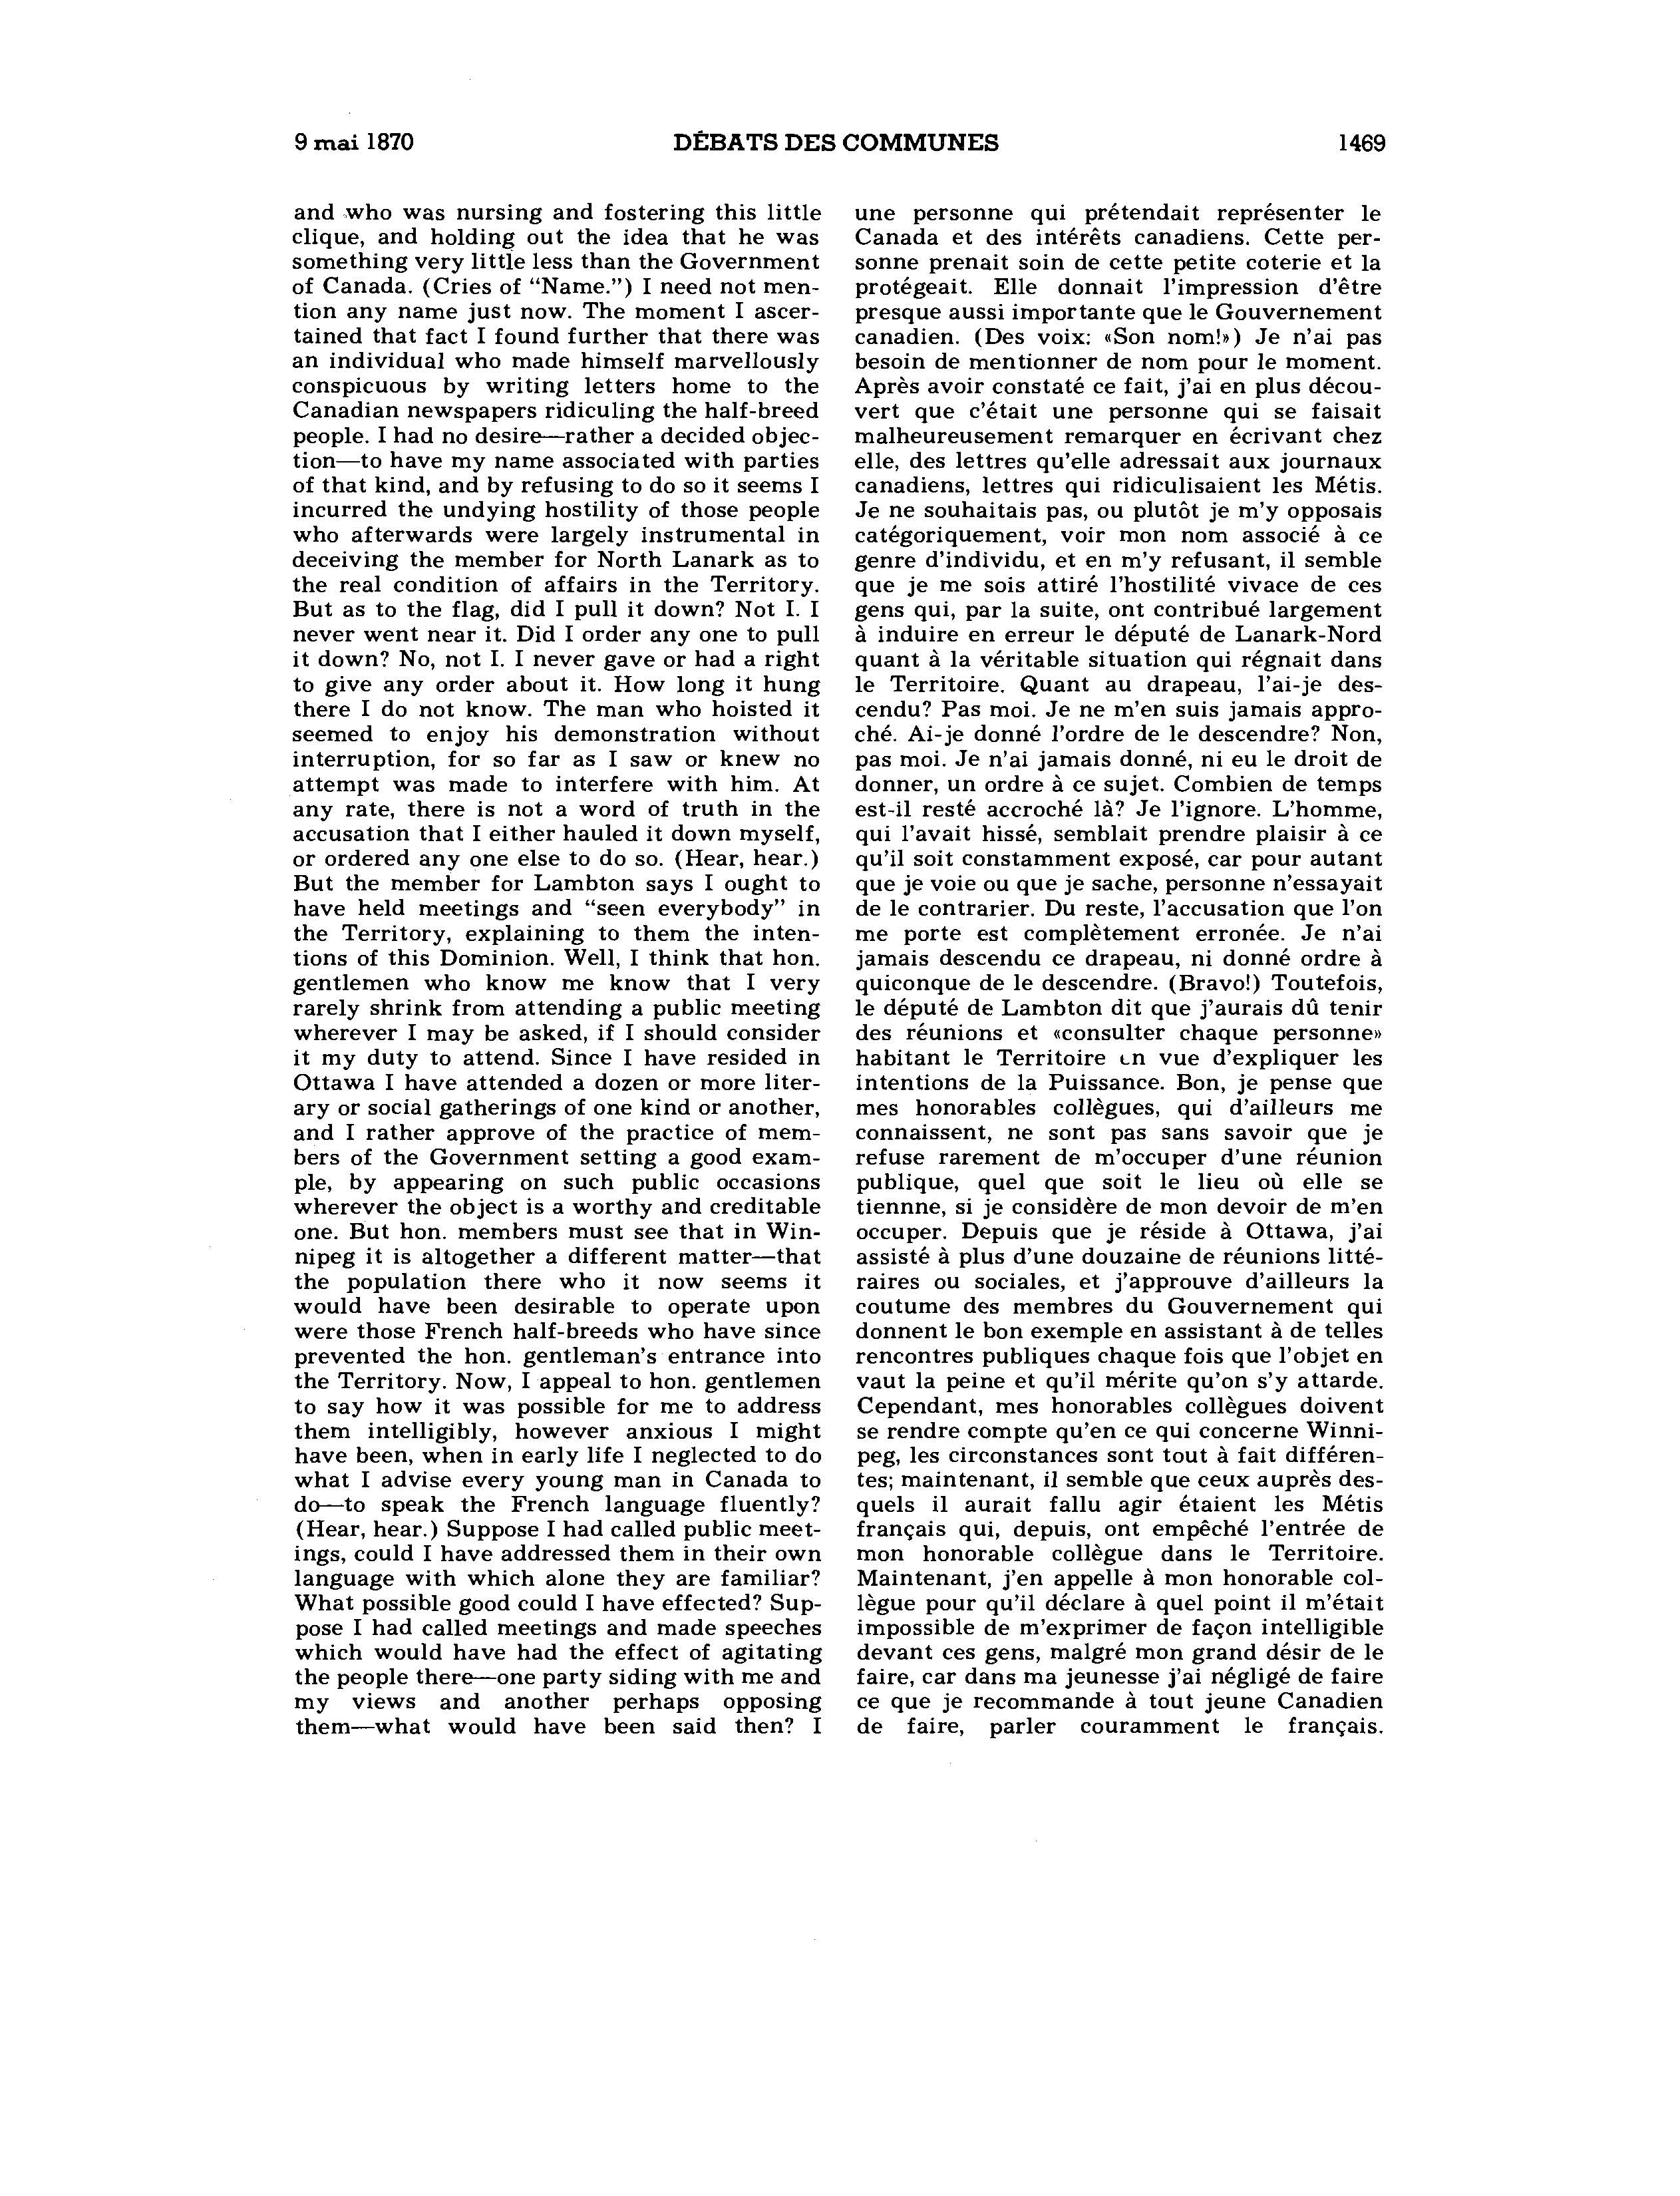 9 mai 1870 DÉBATS DES COMMUNES 1469
and who was nursing and fostering this little
clique, and holding out the idea that he was
something very little less than the Government
of Canada. (Cries of “Name.”) I need not men-
tion any name just now. The moment I ascer-
tained that fact I found further that there was
an individual who made himself marvellously
conspicuous by writing letters home to the
Canadian newspapers ridiculing the half-breed
people. I had no desire—rather a decided objec-
tion—to have my name associated with parties
of that kind, and by refusing to do so it seems I
incurred the undying hostility of those people
who afterwards were largely instrumental in
deceiving the member for North Lanark as to
the real condition of affairs in the Territory.
But as to the flag, did I pull it down? Not I. I
never went near it. Did I order any one to pull
it down? No, not I. I never gave or had a right
to give any order about it. How long it hung
there I do not know. The man who hoisted it
seemed to enjoy his demonstration without
interruption, for so far as I saw or knew no
attempt was made to interfere with him. At
any rate, there is not a word of truth in the
accusation that I either hauled it down myself,
or ordered any one else to do so. (Hear, hear.)
But the member for Lambton says I ought to
have held meetings and “seen everybody” in
the Territory, explaining to them the inten-
tions of this Dominion. Well, I think that hon.
gentlemen who know me know that I very
rarely shrink from attending a public meeting
wherever I may be asked, if I should consider
it my duty to attend. Since I have resided in
Ottawa I have attended a dozen or more liter-
ary or social gatherings of one kind or another,
and I rather approve of the practice of mem-
bers of the Government setting a good exam-
ple, by appearing on such public occasions
wherever the object is a worthy and creditable
one. But hon. members must see that in Win-
nipeg it is altogether a different matter—that
the population there who it now seems it
would have been desirable to operate upon
were those French half-breeds who have since
prevented the hon. gentleman’s entrance into
the Territory. Now, I appeal to hon. gentlemen
to say how it was possible for me to address
them intelligibly, however anxious I might
have been, when in early life I neglected to do
what I advise every young man in Canada to
do—to speak the French language fluently?
(Hear, hear.) Suppose I had called public meet-
ings, could I have addressed them in their own
language with which alone they are familiar?
What possible good could I have effected? Sup-
pose I had called meetings and made speeches
which would have had the effect of agitating
the people there—one party siding with me and
my views and another perhaps opposing
them—what would have been said then? I
une personne qui prétendait représenter le
Canada et des intérêts canadiens. Cette per-
sonne prenait soin de cette petite coterie et la
protégeait. Elle donnait l’impression d’être
presque aussi importante que le Gouvernement
canadien. (Des voix: «Son nom!») Je n’ai pas
besoin de mentionner de nom pour le moment.
Après avoir constaté ce fait, j’ai en plus décou-
vert que c’était une personne qui se faisait
malheureusement remarquer en écrivant chez
elle, des lettres qu’elle adressait aux journaux
canadiens, lettres qui ridiculisaient les Métis.
Je ne souhaitais pas, ou plutôt je m’y opposais
catégoriquement, voir mon nom associé à ce
genre d’individu, et en m’y refusant, il semble
que je me sois attiré l’hostilité vivace de ces
gens qui, par la suite, ont contribué largement
à induire en erreur le député de Lanark-Nord
quant à la véritable situation qui régnait dans
le Territoire. Quant au drapeau, l’ai-je des-
cendu? Pas moi. Je ne m’en suis jamais appro-
ché. Ai-je donné l’ordre de le descendre? Non,
pas moi. Je n’ai jamais donné, ni eu le droit de
donner, un ordre à ce sujet. Combien de temps
est-il resté accroché là? Je l’ignore. L’homme,
qui l’avait hissé, semblait prendre plaisir à ce
qu’il soit constamment exposé, car pour autant
que je voie ou que je sache, personne n’essayait
de le contrarier. Du reste, l’accusation que l’on
me porte est complètement erronée. Je n’ai
jamais descendu ce drapeau, ni donné ordre à
quiconque de le descendre. (Bravo!) Toutefois,
le député de Lambton dit que j’aurais dû tenir
des réunions et «consulter chaque personne»
habitant le Territoire en vue d’expliquer les
intentions de la Puissance. Bon, je pense que
mes honorables collègues, qui d’ailleurs me
connaissent, ne sont pas sans savoir que je
refuse rarement de m’occuper d’une réunion
publique, quel que soit le lieu où elle se
tiennne, si je considère de mon devoir de m’en
occuper. Depuis que je réside à Ottawa, j’ai
assisté à plus d’une douzaine de réunions litté-
raires ou sociales, et j’approuve d’ailleurs la
coutume des membres du Gouvernement qui
donnent le bon exemple en assistant à de telles
rencontres publiques chaque fois que l’objet en
vaut la peine et qu’il mérite qu’on s’y attarde.
Cependant, mes honorables collègues doivent
se rendre compte qu’en ce qui concerne Winni-
peg, les circonstances sont tout à fait différen-
tes; maintenant, il semble que ceux auprès des-
quels il aurait fallu agir étaient les Métis
français qui, depuis, ont empêché l’entrée de
mon honorable collègue dans le Territoire.
Maintenant, j’en appelle à mon honorable col-
lègue pour qu’il déclare à quel point il m’était
impossible de m’exprimer de façon intelligible
devant ces gens, malgré mon grand désir de le
faire, car dans ma jeunesse j’ai négligé de faire
ce que je recommande à tout jeune Canadien
de faire, parler couramment le français.